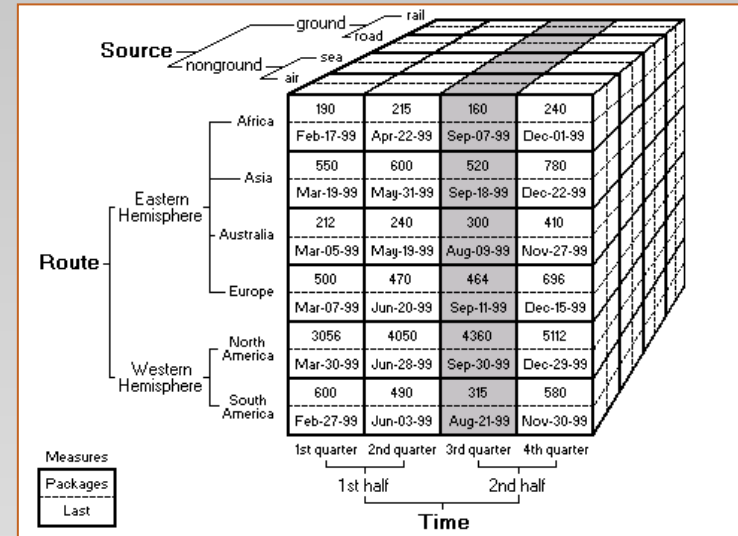 rail
ground
road
Source
sea
nonground
air
190 215 160 240
Africa
Feb-17-99 Apr-22-99 Sep-07-99 Dec-01-99
550 600 520 780
Asia
Mar-19-99 May-31-99 Sep-18-99 Dec-22-99
Eastern
Hemisphere
212 240 300 410
Australia
Mar-05-99 May-19-99 Aug-09-99 Nov-27-99
Route
500 470 464 696
Europe
Mar-07-99 Jun-20-99 Sep-11-99 Dec-15-99
3056 4050 4360 5112
North
America
Mar-30-99 Jun-28-99 Sep-30-99 Dec-29-99
Western
Hemisphere
600 490 315 580
South
America
Feb-27-99 Jun-03-99 Aug-21-99 Nov-30-99
Measures
Packages
Last
1st quarter 2nd quarter 3rd quarter 4th quarter
1st half 2nd half
Time